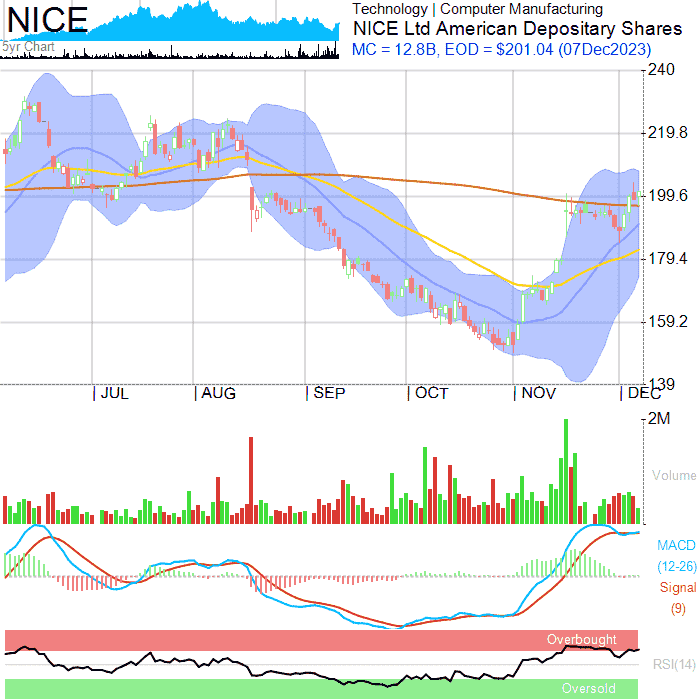 NICE
5yr Chart
Technology | Computer Manufacturing
NICE Ltd American Depositary Shares
MC = 12.8B, EOD = $201.04 (07Dec2023)
240
219.8
199.6
179.4
159.2
139
JUL
AUG
SEP
OCT
NOV
DEC
2M
Volume
MACD
(12-26)
Signal
(9)
Overbought
RSI(14)
Oversold